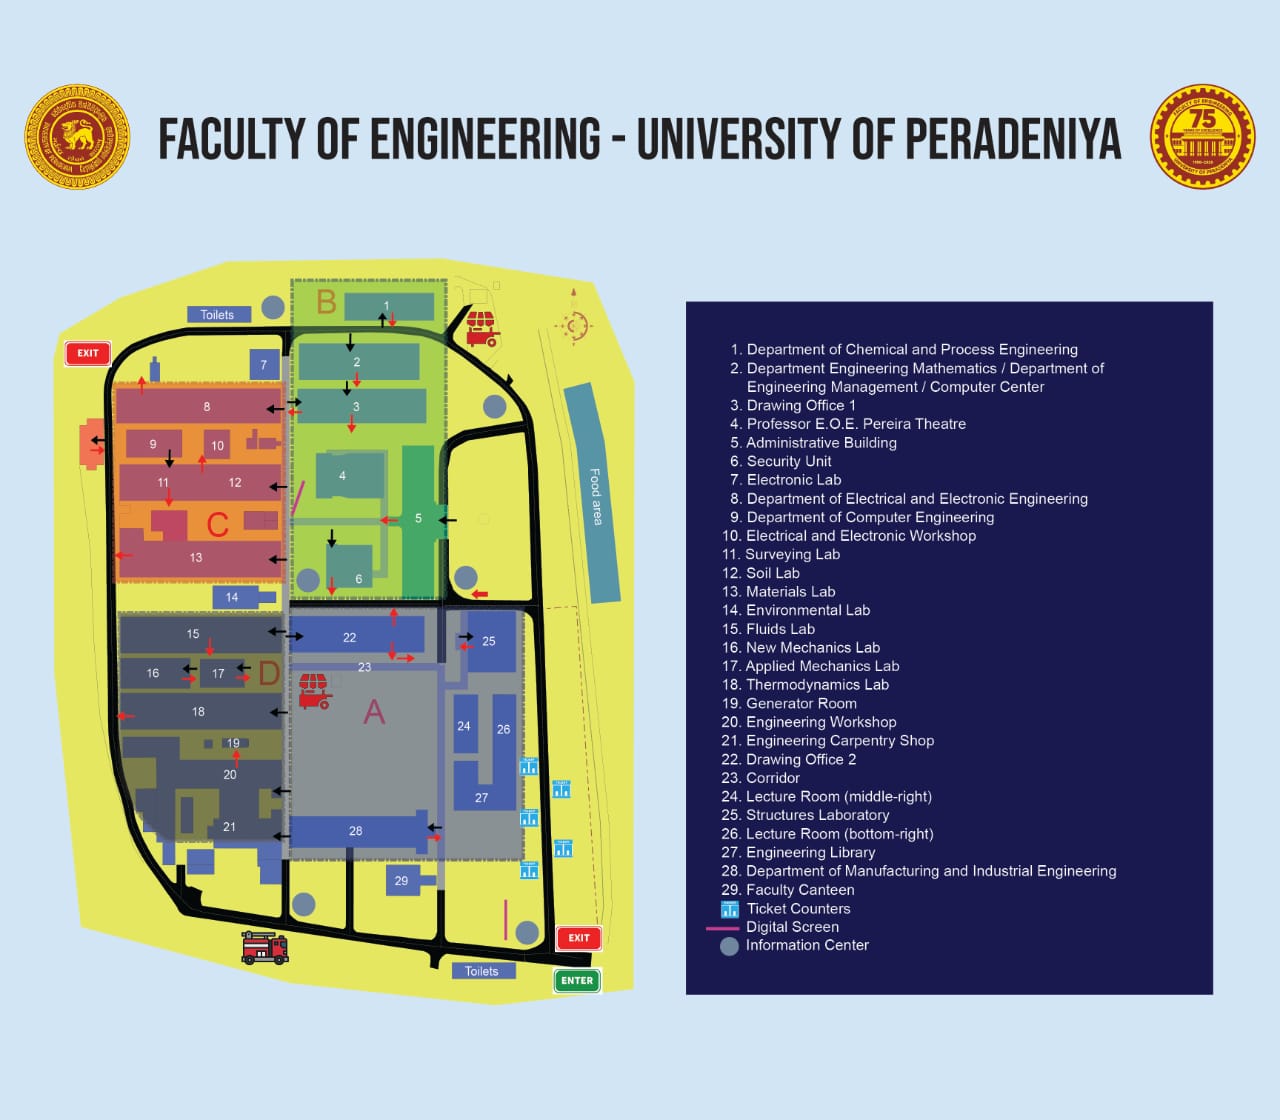 FACULTY OF ENGINEERING - UNIVERSITY OF PERADENIYA
75
Toilets
EXIT
B
1
2
3
4
5
6
7
8
9
10
11
12
C
13
14
Food area
15
16
17
D
18
19
20
21
22
23
A
24
25
26
27
28
29
Toilets
EXIT
ENTER
1. Department of Chemical and Process Engineering
2. Department Engineering Mathematics / Department of
Engineering Management / Computer Center
3. Drawing Office 1
4. Professor E.O.E. Pereira Theatre
5. Administrative Building
6. Security Unit
7. Electronic Lab
8. Department of Electrical and Electronic Engineering
9. Department of Computer Engineering
10. Electrical and Electronic Workshop
11. Surveying Lab
12. Soil Lab
13. Materials Lab
14. Environmental Lab
15. Fluids Lab
16. New Mechanics Lab
17. Applied Mechanics Lab
18. Thermodynamics Lab
19. Generator Room
20. Engineering Workshop
21. Engineering Carpentry Shop
22. Drawing Office 2
23. Corridor
24. Lecture Room (middle-right)
25. Structures Laboratory
26. Lecture Room (bottom-right)
27. Engineering Library
28. Department of Manufacturing and Industrial Engineering
29. Faculty Canteen
Ticket Counters
Digital Screen
Information Center